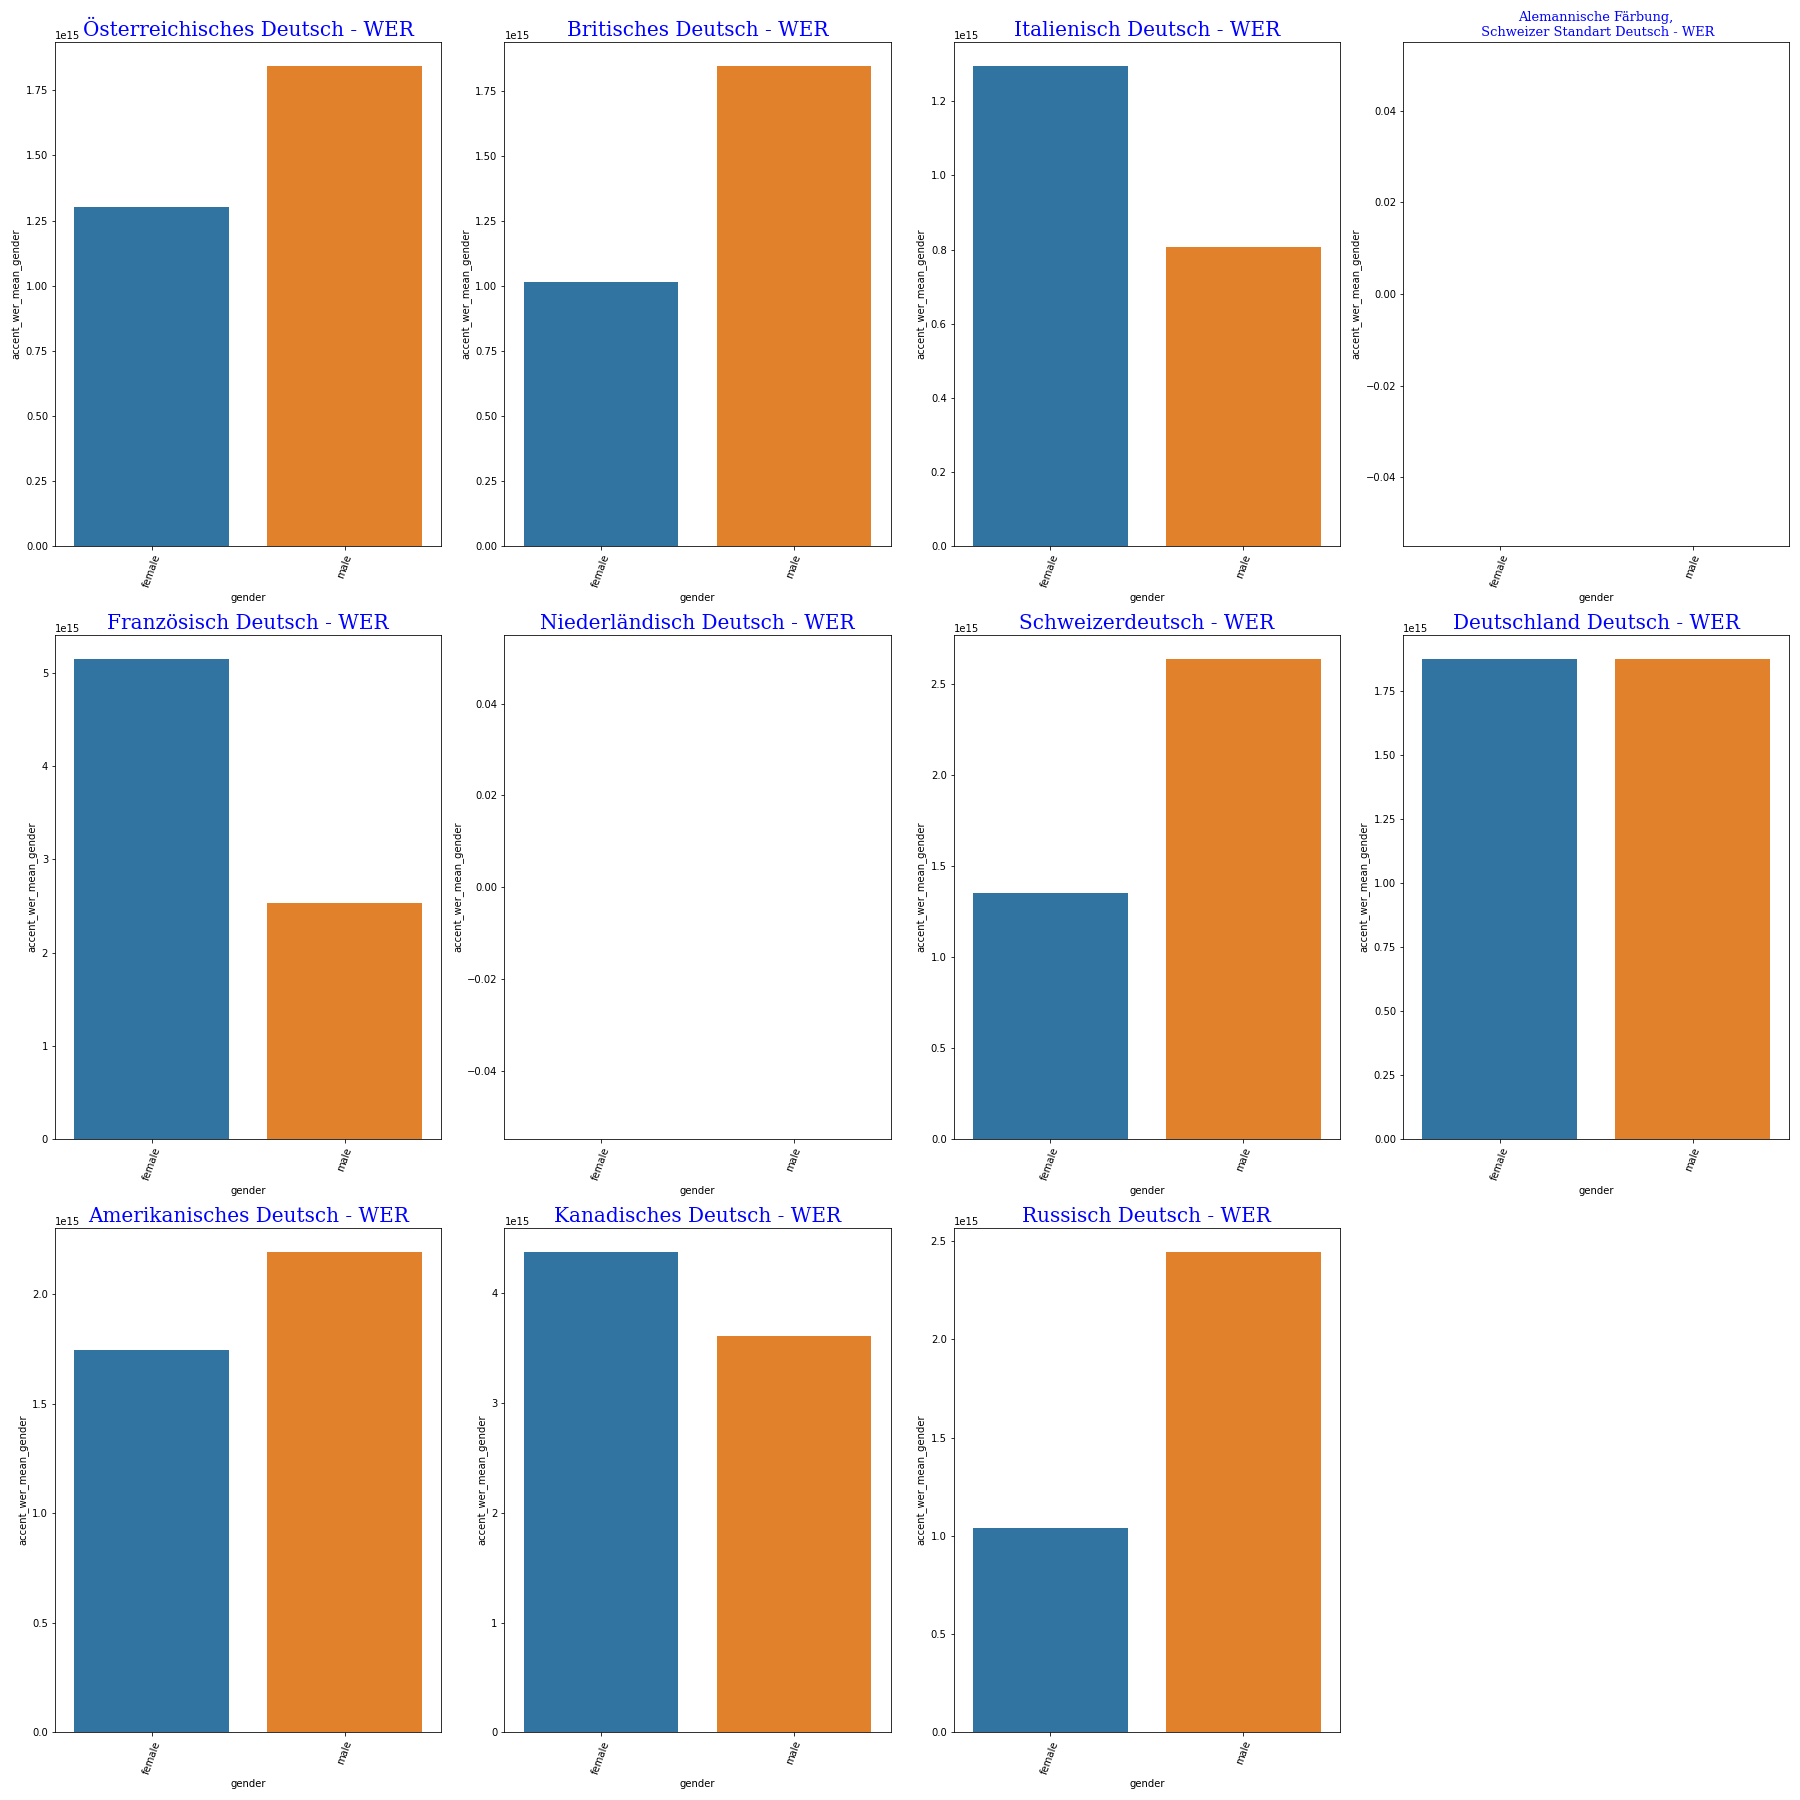 Österreichisches Deutsch - WER
1e15
1.75
1.50
1.25
1.00
0.75
0.50
0.25
0.00
accent_wer_mean_gender
female
male
gender
Britisches Deutsch - WER
1e15
1.75
1.50
1.25
1.00
0.75
0.50
0.25
0.00
accent_wer_mean_gender
female
male
gender
Italienisch Deutsch - WER
1e15
1.2
1.0
0.8
0.6
0.4
0.2
0.0
accent_wer_mean_gender
female
male
gender
Alemannische Färbung,
Schweizer Standart Deutsch - WER
0.04
0.02
0.00
−0.02
−0.04
accent_wer_mean_gender
female
male
gender
Französisch Deutsch - WER
1e15
5
4
3
2
1
0
accent_wer_mean_gender
female
male
gender
Niederländisch Deutsch - WER
0.04
0.02
0.00
−0.02
−0.04
accent_wer_mean_gender
female
male
gender
Schweizerdeutsch - WER
1e15
2.5
2.0
1.5
1.0
0.5
0.0
accent_wer_mean_gender
female
male
gender
Deutschland Deutsch - WER
1e15
1.75
1.50
1.25
1.00
0.75
0.50
0.25
0.00
accent_wer_mean_gender
female
male
gender
Amerikanisches Deutsch - WER
1e15
2.0
1.5
1.0
0.5
0.0
accent_wer_mean_gender
female
male
gender
Kanadisches Deutsch - WER
1e15
4
3
2
1
0
accent_wer_mean_gender
female
male
gender
Russisch Deutsch - WER
1e15
2.5
2.0
1.5
1.0
0.5
0.0
accent_wer_mean_gender
female
male
gender